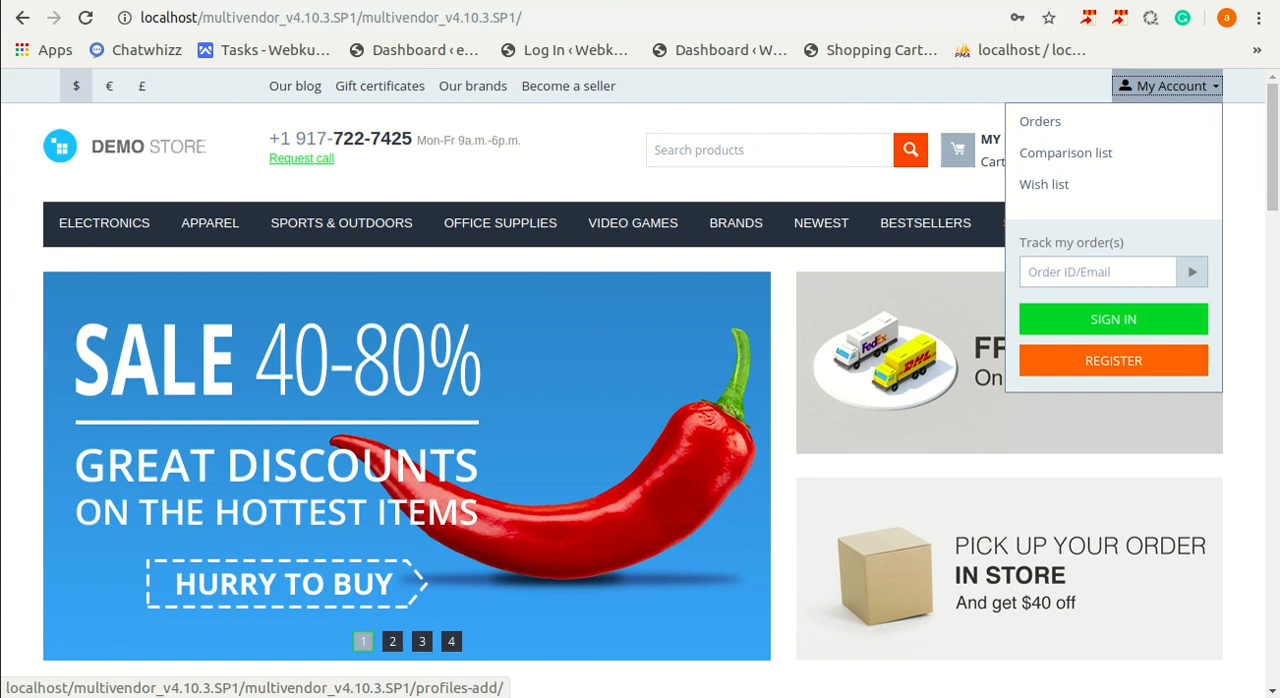 localhost/multivendor_v4.10.3.SP1/multivendor_v4.10.3.SP1/
a
Apps
Chatwhizz
Tasks - Webku...
Dashboard ‹ e...
Log In ‹ Webk...
Dashboard ‹ W...
Shopping Cart...
localhost / loc...
»
$
€
£
Our blog
Gift certificates
Our brands
Become a seller
My Account
DEMO STORE
+1 917-722-7425 Mon-Fr 9a.m.-6p.m.
Request call
Search products
MY
Cart
Orders
Comparison list
Wish list
Track my order(s)
Order ID/Email
SIGN IN
REGISTER
ELECTRONICS
APPAREL
SPORTS & OUTDOORS
OFFICE SUPPLIES
VIDEO GAMES
BRANDS
NEWEST
BESTSELLERS
SALE 40-80%
GREAT DISCOUNTS
ON THE HOTTEST ITEMS
HURRY TO BUY
1 2 3 4
FedEx
DHL
On
PICK UP YOUR ORDER
IN STORE
And get $40 off
localhost/multivendor_v4.10.3.SP1/multivendor_v4.10.3.SP1/profiles-add/